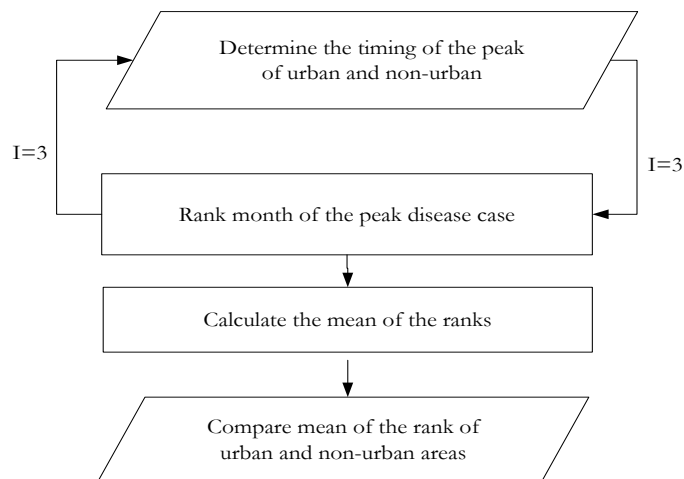 Determine the timing of the peak
of urban and non-urban
I=3
I=3
Rank month of the peak disease case
Calculate the mean of the ranks
Compare mean of the rank of
urban and non-urban areas